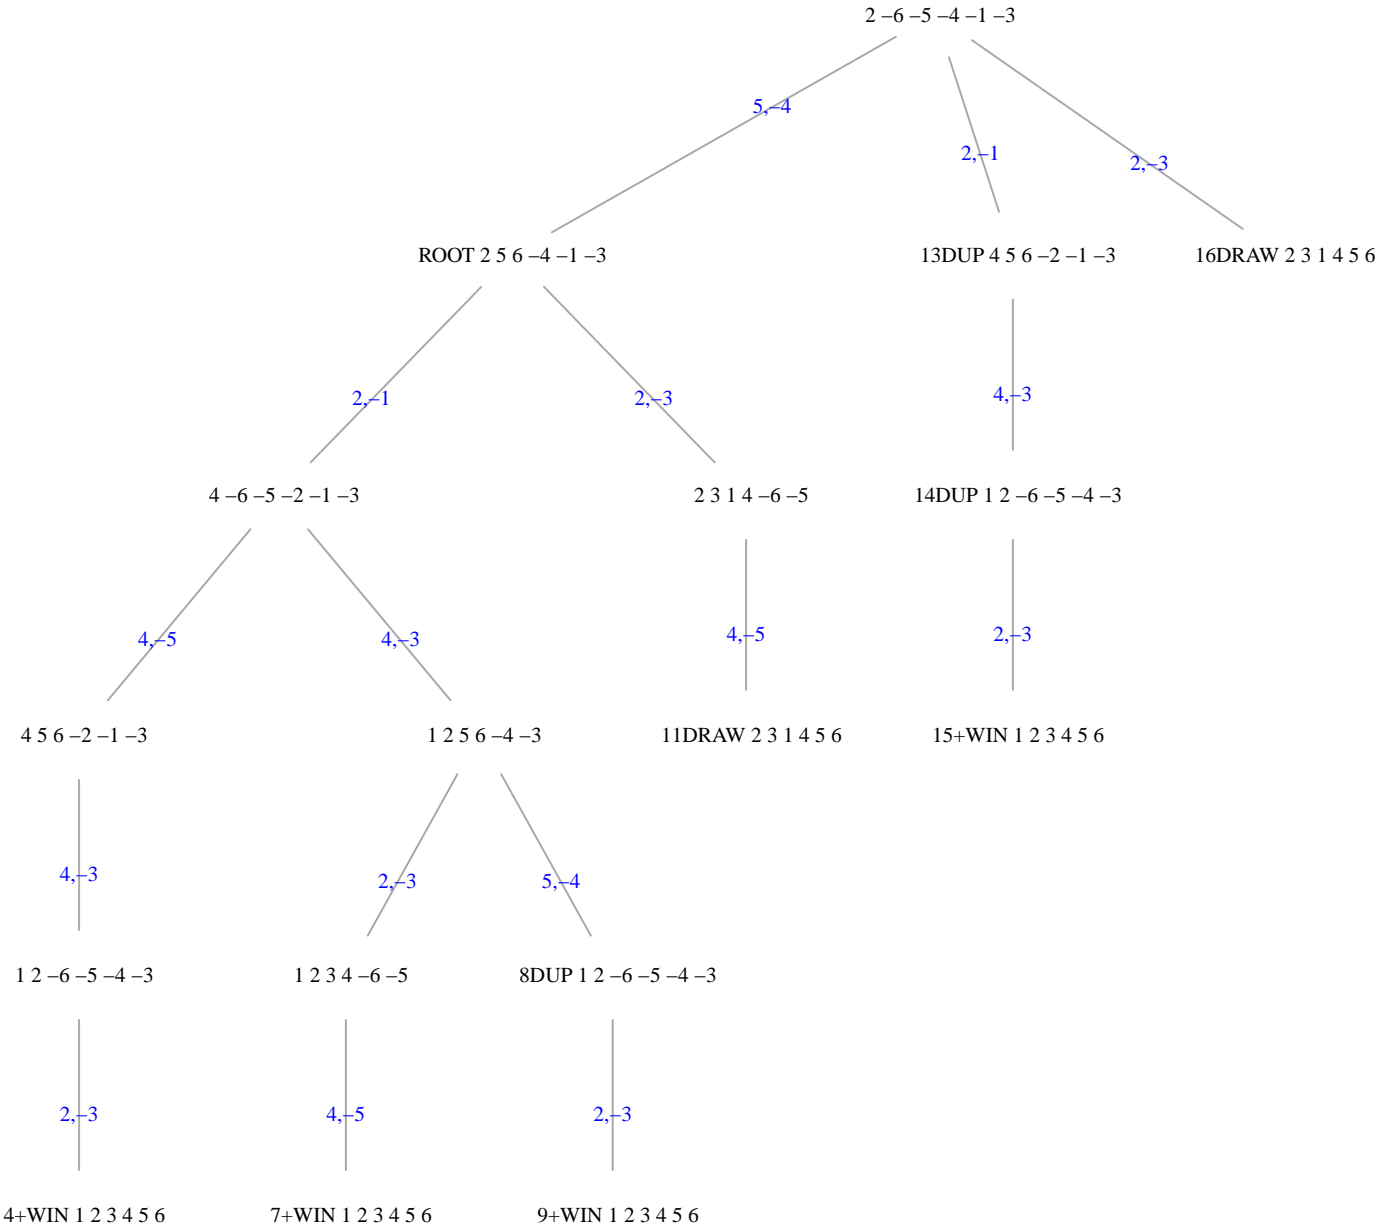 2 –6 –5 –4 –1 –3
5,–4
2,–1
2,–3
ROOT 2 5 6 –4 –1 –3
13DUP 4 5 6 –2 –1 –3
16DRAW 2 3 1 4 5 6
2,–1
2,–3
4,–3
4 –6 –5 –2 –1 –3
2 3 1 4 –6 –5
14DUP 1 2 –6 –5 –4 –3
4,–5
4,–3
4,–5
2,–3
4 5 6 –2 –1 –3
1 2 5 6 –4 –3
11DRAW 2 3 1 4 5 6
15+WIN 1 2 3 4 5 6
4,–3
2,–3
5,–4
1 2 –6 –5 –4 –3
1 2 3 4 –6 –5
8DUP 1 2 –6 –5 –4 –3
2,–3
4,–5
2,–3
4+WIN 1 2 3 4 5 6
7+WIN 1 2 3 4 5 6
9+WIN 1 2 3 4 5 6